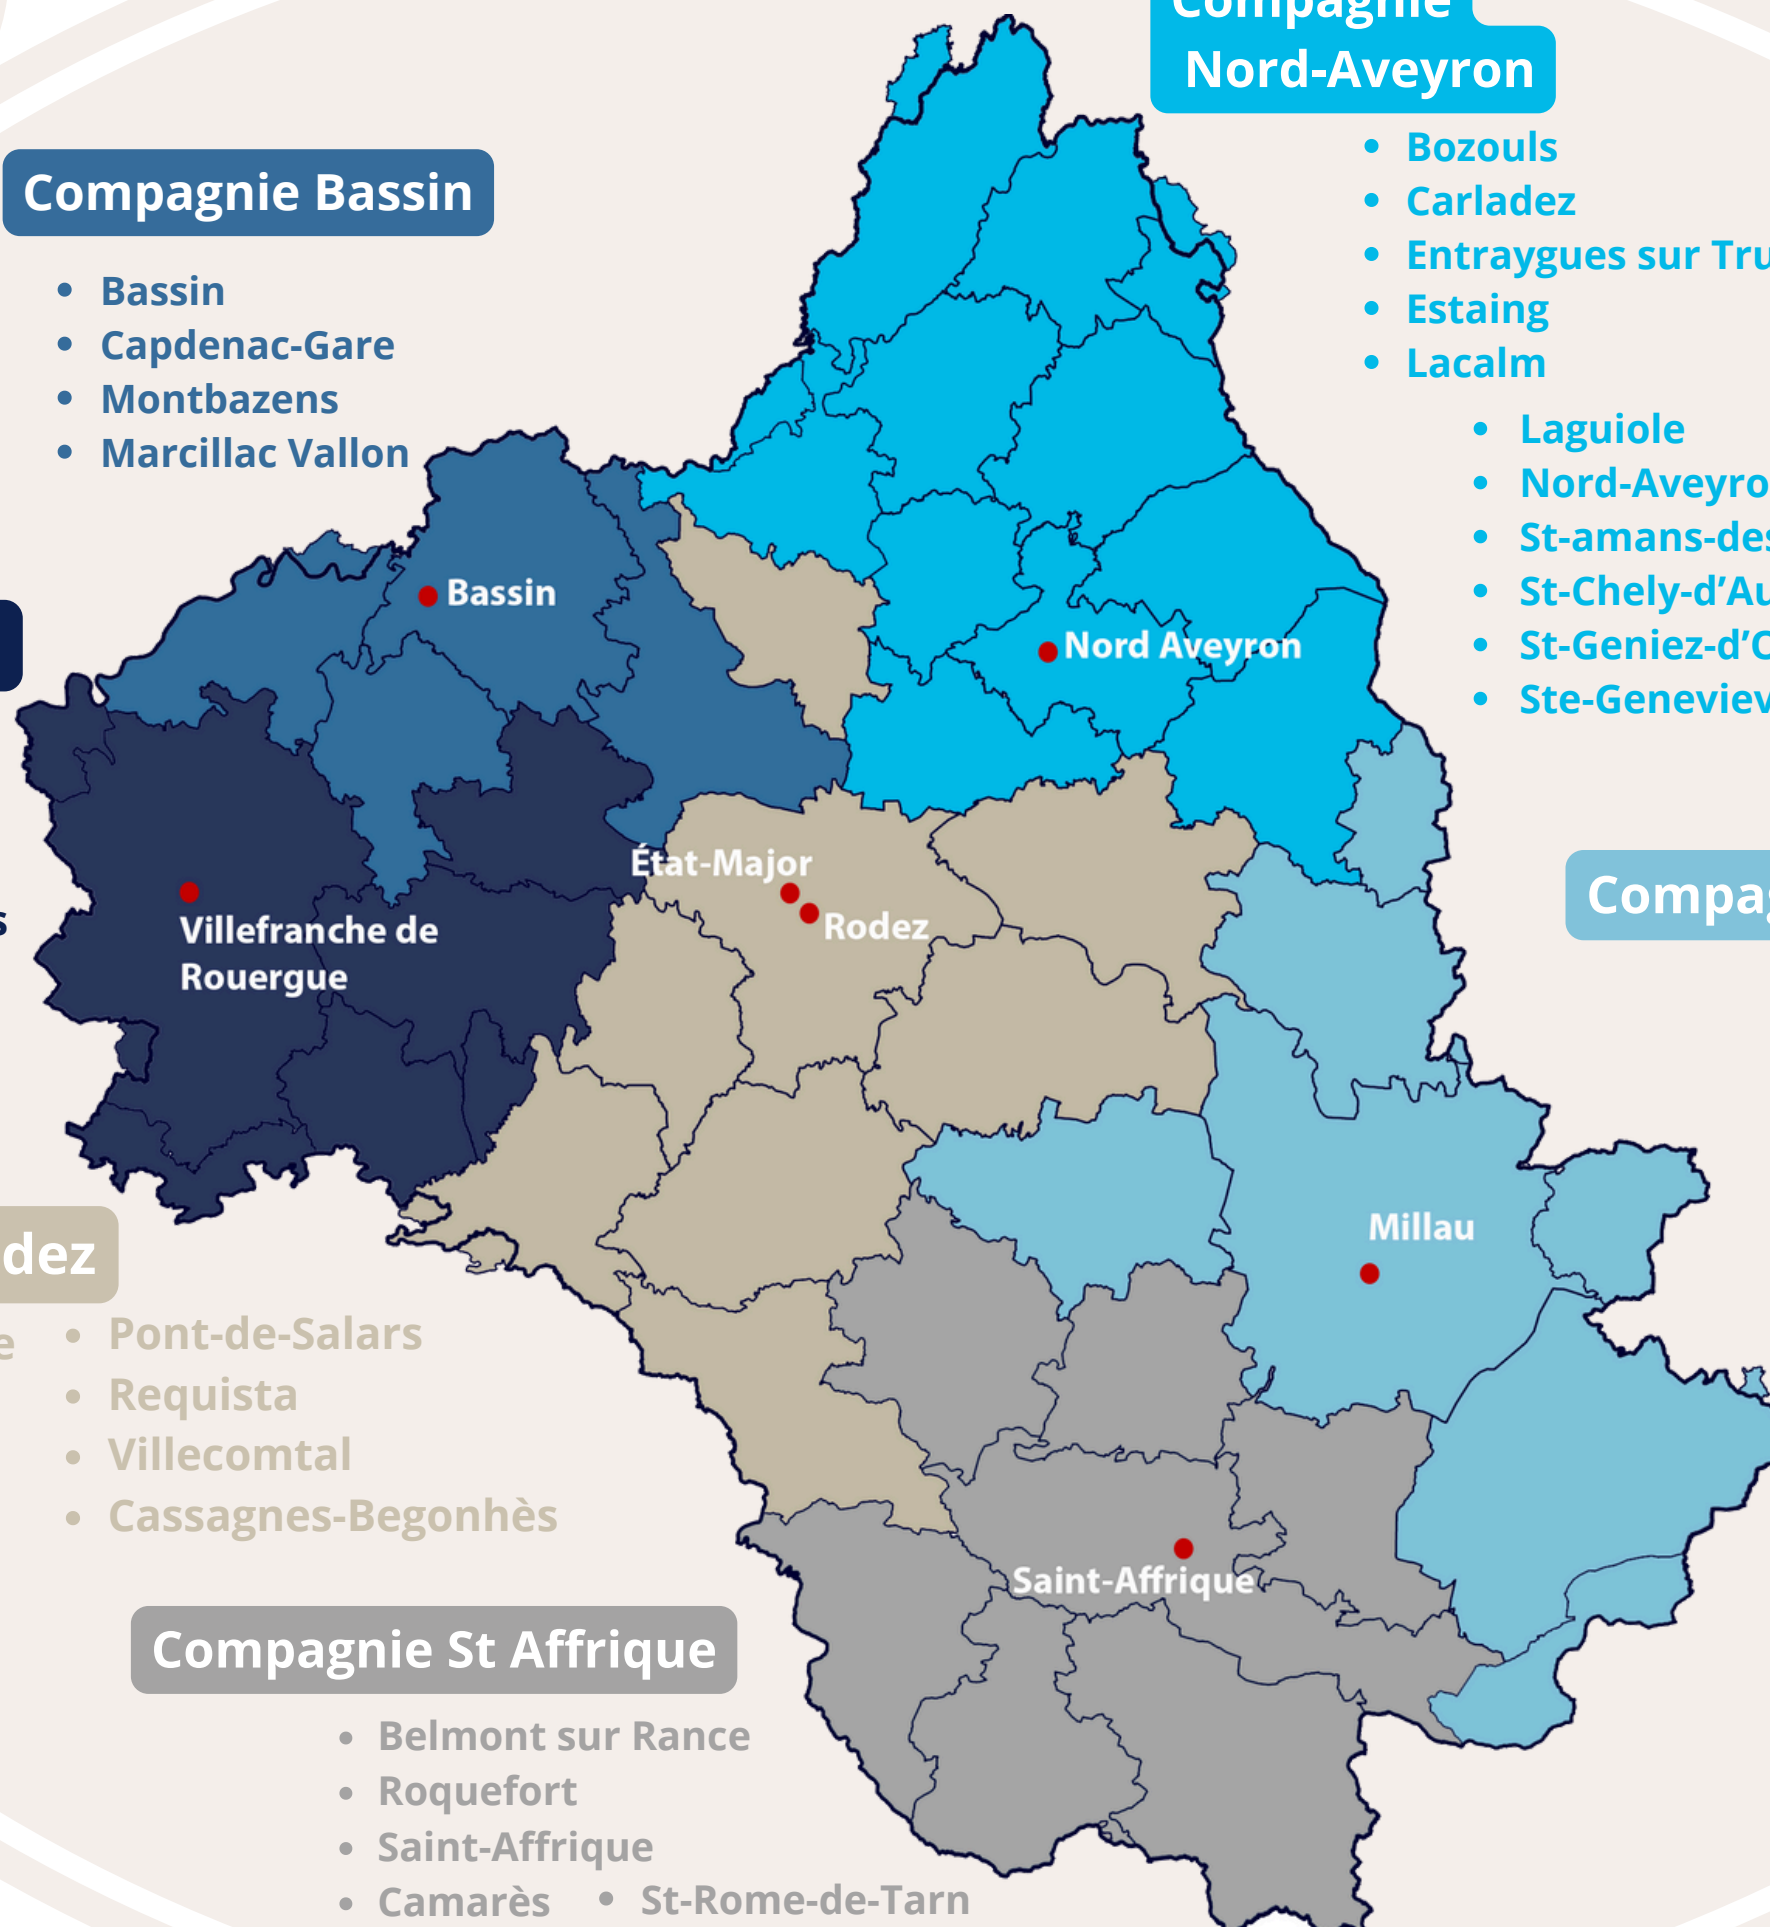 Compagnie
Nord-Aveyron
Bozouls
Carladez
Entraygues sur Tru
Estaing
Lacalm
Laguiole
Nord-Aveyro
St-amans-des
St-Chely-d’Au
St-Geniez-d’O
Ste-Geneviev
Compagnie Bassin
Bassin
Capdenac-Gare
Montbazens
Marcillac Vallon
Bassin
Nord Aveyron
État-Major
Rodez
Villefranche de
Rouergue
Millau
Saint-Affrique
Compag
s
dez
e
Pont-de-Salars
Requista
Villecomtal
Cassagnes-Begonhès
Compagnie St Affrique
Belmont sur Rance
Roquefort
Saint-Affrique
Camarès
St-Rome-de-Tarn